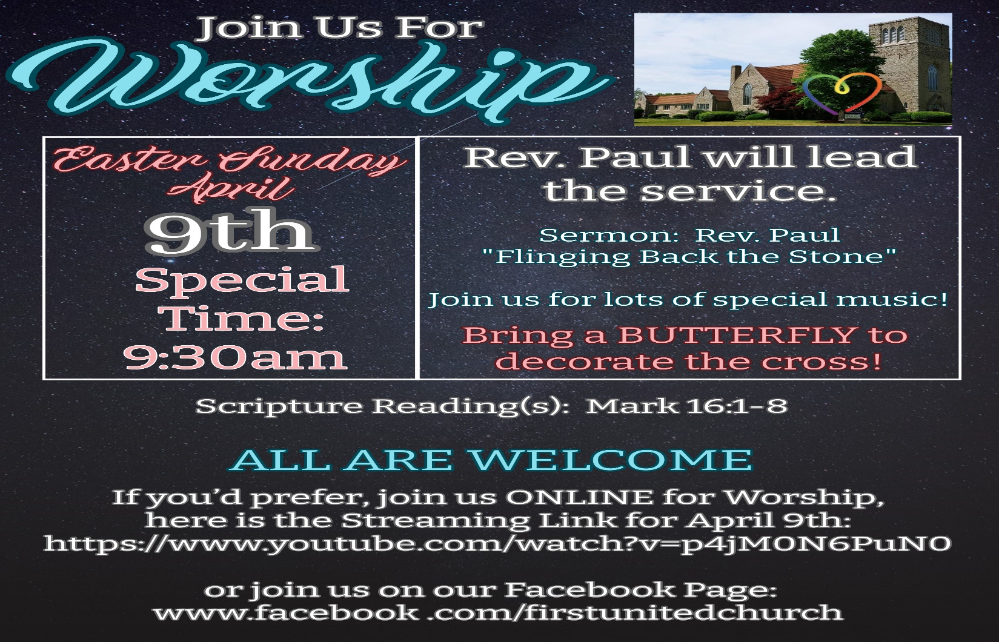 Join Us For
Worship
Easter Sunday
April
9th
Special
Time:
9:30am
Rev. Paul will lead
the service.
Sermon:  Rev. Paul
"Flinging Back the Stone"
Join us for lots of special music!
Bring a BUTTERFLY to
decorate the cross!
Scripture Reading(s):  Mark 16:1-8
ALL ARE WELCOME
If you’d prefer, join us ONLINE for Worship,
here is the Streaming Link for April 9th:
https://www.youtube.com/watch?v=p4jM0N6PuN0
or join us on our Facebook Page:
www.facebook .com/firstunitedchurch